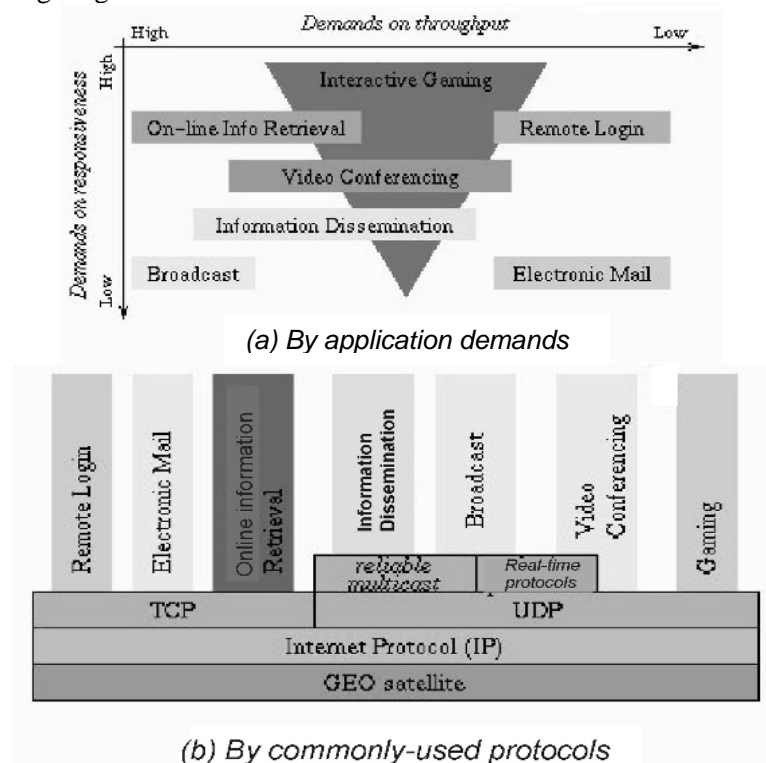 Demands on throughput
High
Low
High
Demands on responsiveness
Low
Interactive Gaming
On-line Info Retrieval
Remote Login
Video Conferencing
Information Dissemination
Broadcast
Electronic Mail
(a) By application demands
Remote Login
Electronic Mail
Online information
Retrieval
Information
Dissemination
Broadcast
Video
Conferencing
Gaming
reliable
multicast
Real-time
protocols
TCP
UDP
Internet Protocol (IP)
GEO satellite
(b) By commonly-used protocols